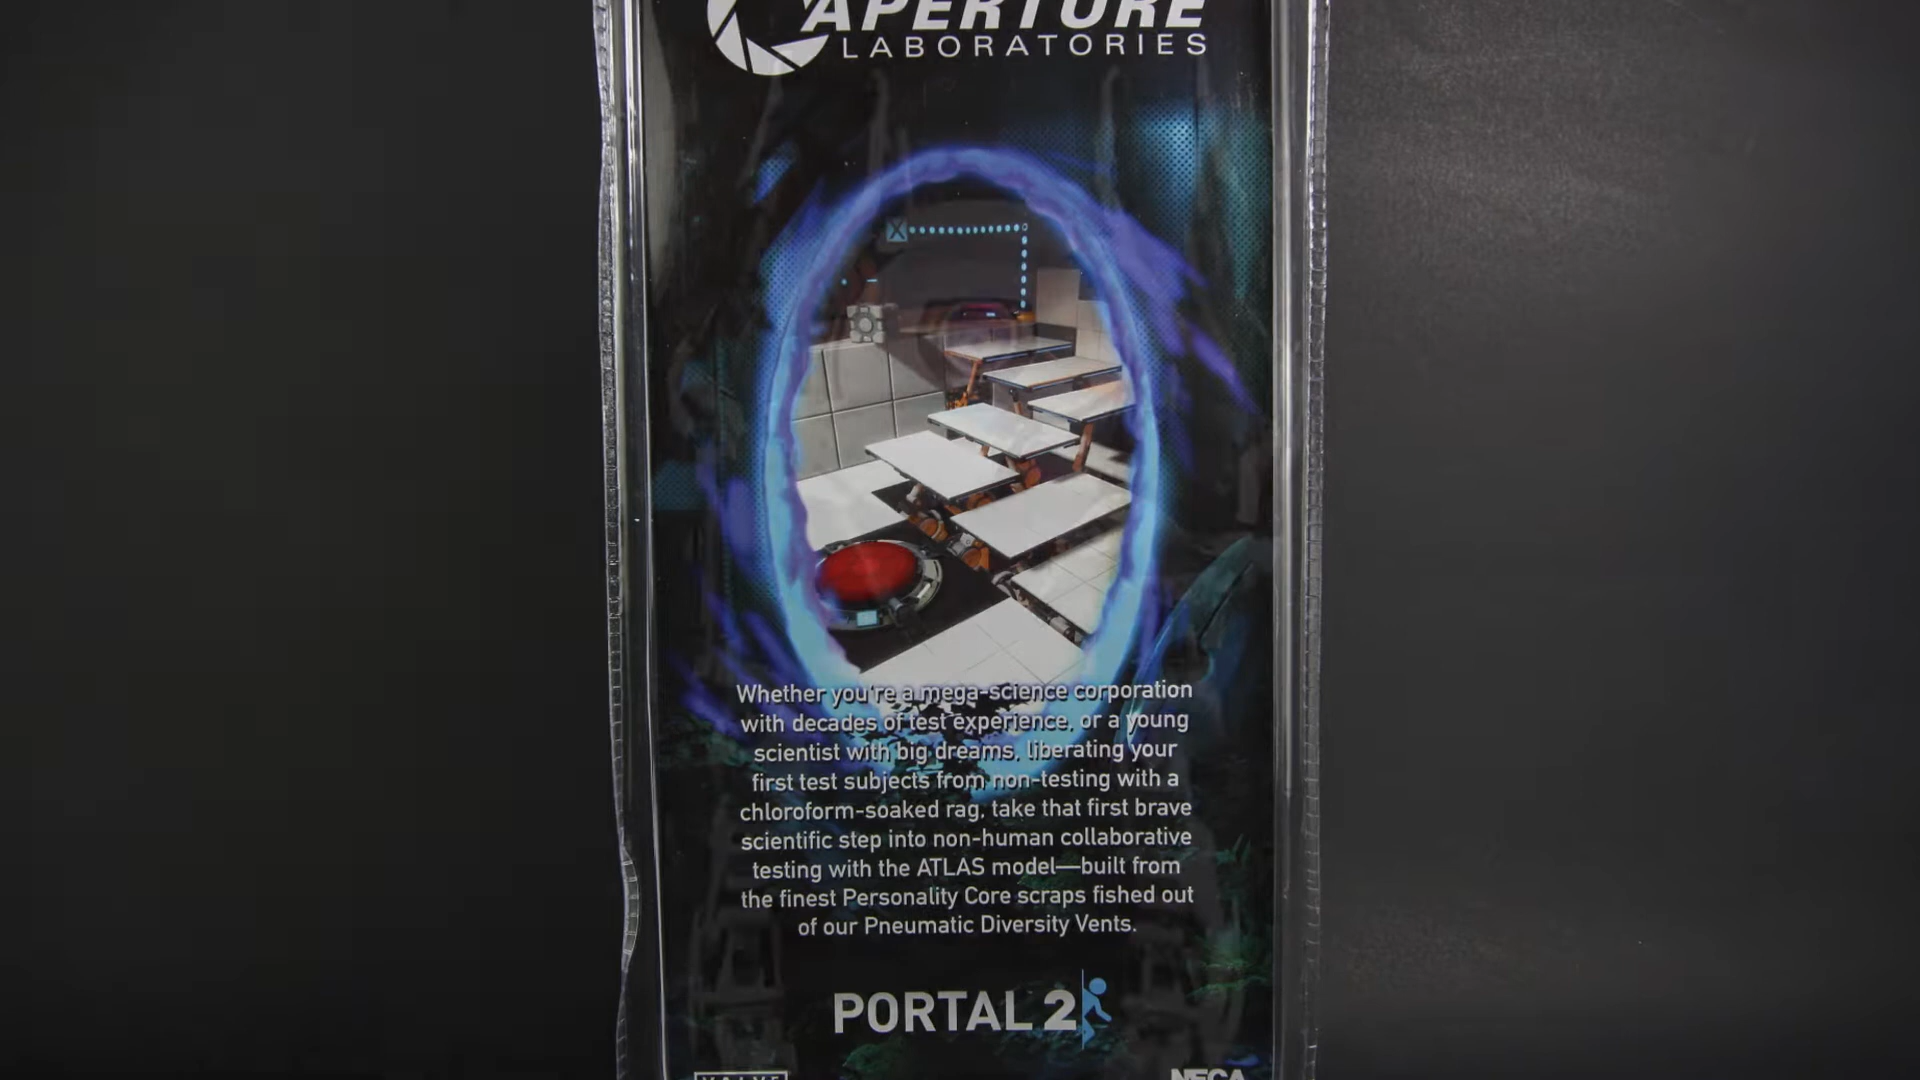 APERTURE
LABORATORIES
X
Whether you're a mega-science corporation
with decades of test experience, or a young
scientist with big dreams, liberating your
first test subjects from non-testing with a
chloroform-soaked rag, take that first brave
scientific step into non-human collaborative
testing with the ATLAS model—built from
the finest Personality Core scraps fished out
of our Pneumatic Diversity Vents.
PORTAL 2
VALVE
NECA